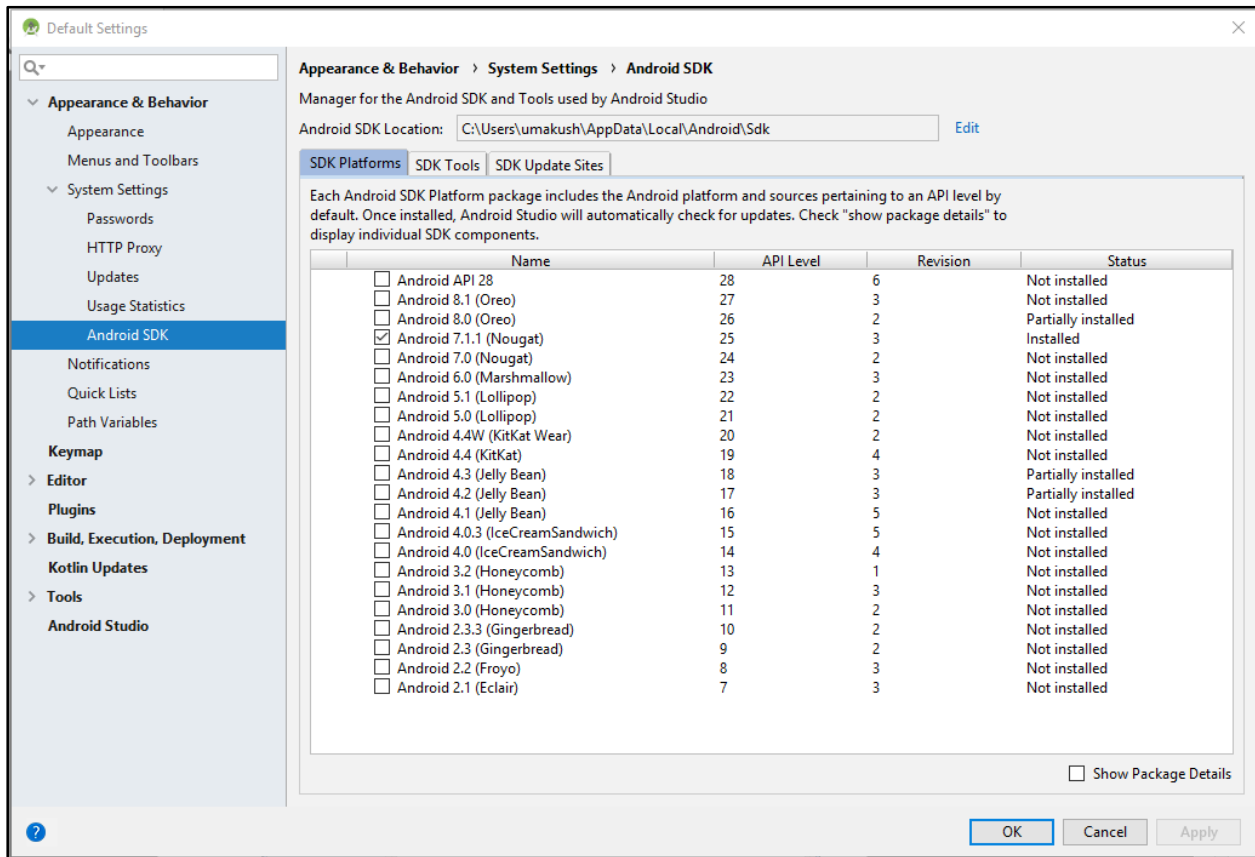 Default Settings
Appearance & Behavior
Appearance
Menus and Toolbars
System Settings
Passwords
HTTP Proxy
Updates
Usage Statistics
Android SDK
Notifications
Quick Lists
Path Variables
Keymap
Editor
Plugins
Build, Execution, Deployment
Kotlin Updates
Tools
Android Studio
Appearance & Behavior > System Settings > Android SDK
Manager for the Android SDK and Tools used by Android Studio
Android SDK Location: C:\Users\umakush\AppData\Local\Android\Sdk Edit
SDK Platforms SDK Tools SDK Update Sites
Each Android SDK Platform package includes the Android platform and sources pertaining to an API level by
default. Once installed, Android Studio will automatically check for updates. Check "show package details" to
display individual SDK components.
Name API Level Revision Status
Android API 28 28 6 Not installed
Android 8.1 (Oreo) 27 3 Not installed
Android 8.0 (Oreo) 26 2 Partially installed
Android 7.1.1 (Nougat) 25 3 Installed
Android 7.0 (Nougat) 24 2 Not installed
Android 6.0 (Marshmallow) 23 3 Not installed
Android 5.1 (Lollipop) 22 2 Not installed
Android 5.0 (Lollipop) 21 2 Not installed
Android 4.4W (KitKat Wear) 20 2 Not installed
Android 4.4 (KitKat) 19 4 Not installed
Android 4.3 (Jelly Bean) 18 3 Partially installed
Android 4.2 (Jelly Bean) 17 3 Partially installed
Android 4.1 (Jelly Bean) 16 5 Not installed
Android 4.0.3 (IceCreamSandwich) 15 5 Not installed
Android 4.0 (IceCreamSandwich) 14 4 Not installed
Android 3.2 (Honeycomb) 13 1 Not installed
Android 3.1 (Honeycomb) 12 3 Not installed
Android 3.0 (Honeycomb) 11 2 Not installed
Android 2.3.3 (Gingerbread) 10 2 Not installed
Android 2.3 (Gingerbread) 9 2 Not installed
Android 2.2 (Froyo) 8 3 Not installed
Android 2.1 (Eclair) 7 3 Not installed
Show Package Details
? OK Cancel Apply